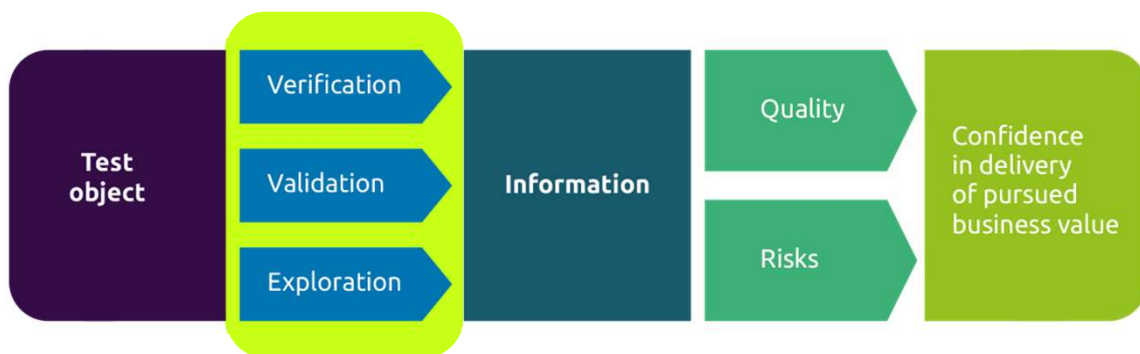 Test
object
Verification
Validation
Exploration
Information
Quality
Risks
Confidence
in delivery
of pursued
business value